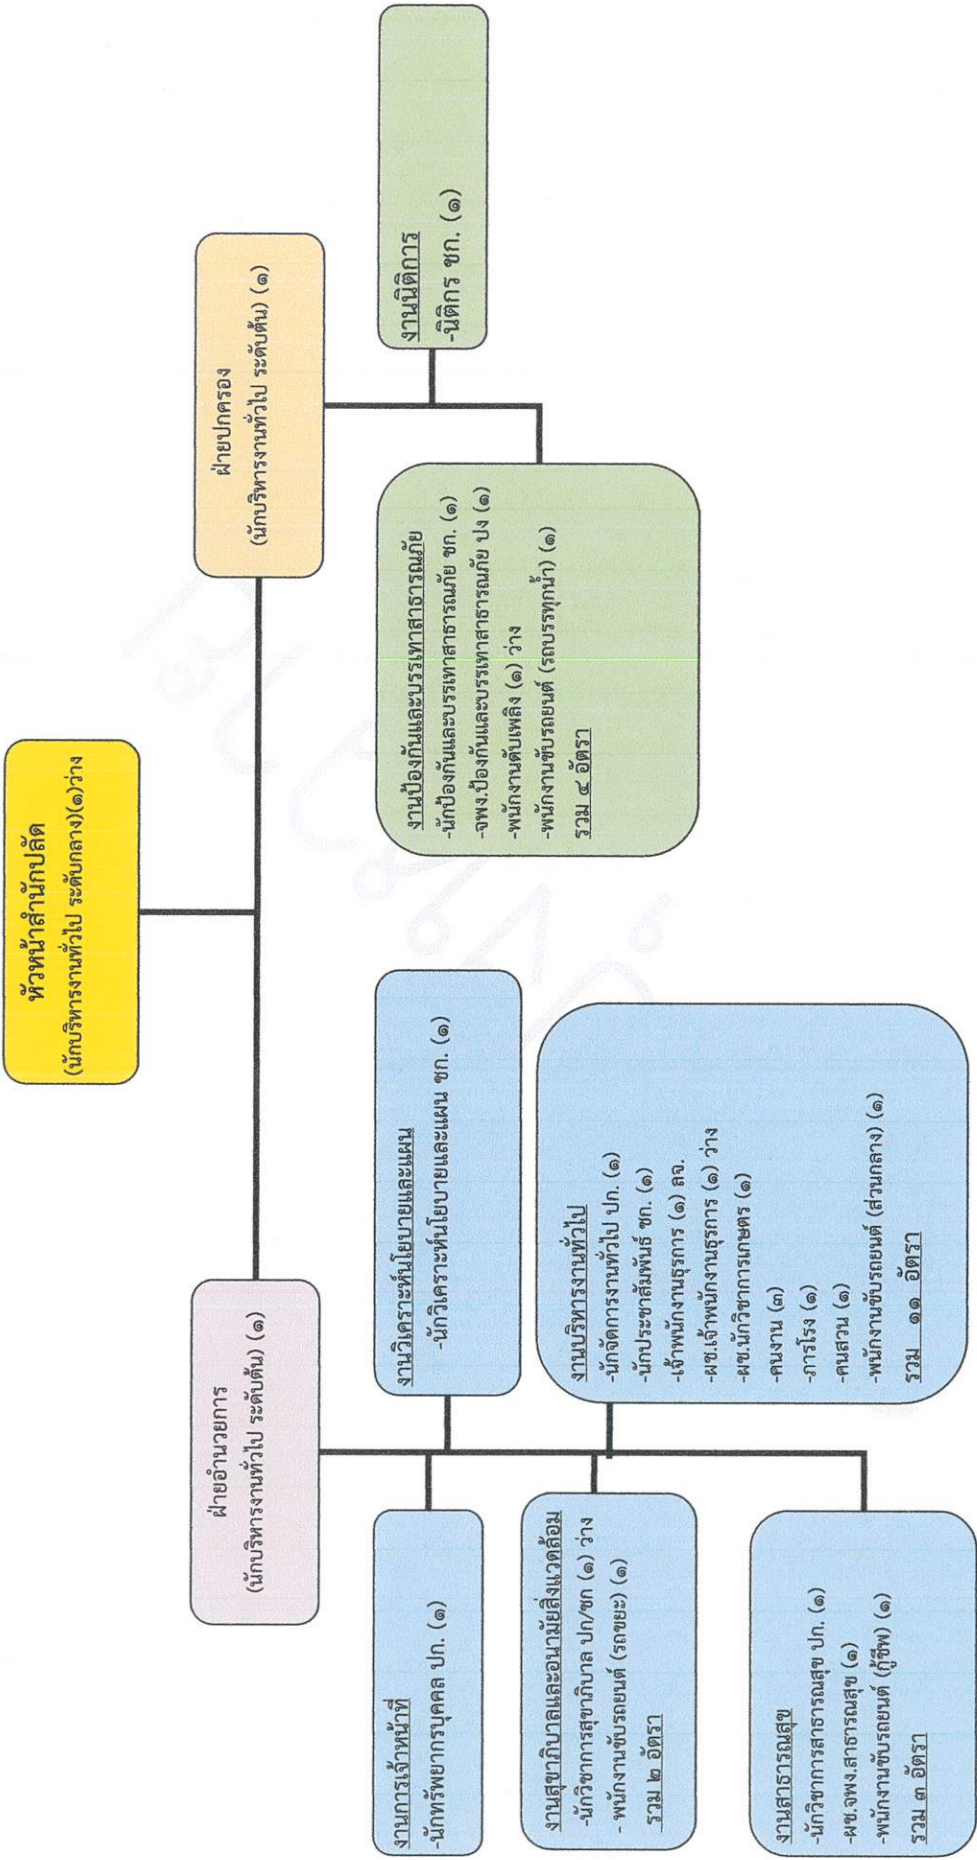 หัวหน้าสำนักปลัด
(นักบริหารงานทั่วไป ระดับกลาง)(๑)ว่าง
ฝ่ายอำนวยการ
(นักบริหารงานทั่วไป ระดับต้น) (๑)
ฝ่ายปกครอง
(นักบริหารงานทั่วไป ระดับต้น) (๑)
งานการเจ้าหน้าที่
-นักทรัพยากรบุคคล ปก. (๑)
งานวิเคราะห์นโยบายและแผน
-นักวิเคราะห์นโยบายและแผน ชก. (๑)
งานสุขาภิบาลและอนามัยสิ่งแวดล้อม
-นักวิชาการสุขาภิบาล ปก/ชก (๑) ว่าง
- พนักงานขับรถยนต์ (รถขยะ) (๑)
รวม ๒ อัตรา
งานบริหารงานทั่วไป
-นักจัดการงานทั่วไป ปก. (๑)
-นักประชาสัมพันธ์ ชก. (๑)
-เจ้าพนักงานธุรการ (๑) ลจ.
-ผช.เจ้าพนักงานธุรการ (๑) ว่าง
-ผช.นักวิชาการเกษตร (๑)
-คนงาน (๓)
-ภารโรง (๑)
-คนสวน (๑)
-พนักงานขับรถยนต์ (ส่วนกลาง) (๑)
รวม ๑๑ อัตรา
งานสาธารณสุข
-นักวิชาการสาธารณสุข ปก. (๑)
-ผช.จพง.สาธารณสุข (๑)
-พนักงานขับรถยนต์ (กู้ชีพ) (๑)
รวม ๓ อัตรา
งานป้องกันและบรรเทาสาธารณภัย
-นักป้องกันและบรรเทาสาธารณภัย ชก. (๑)
-จพง.ป้องกันและบรรเทาสาธารณภัย ปง (๑)
-พนักงานดับเพลิง (๑) ว่าง
-พนักงานขับรถยนต์ (รถบรรทุกน้ำ) (๑)
รวม ๔ อัตรา
งานนิติการ
-นิติกร ชก. (๑)